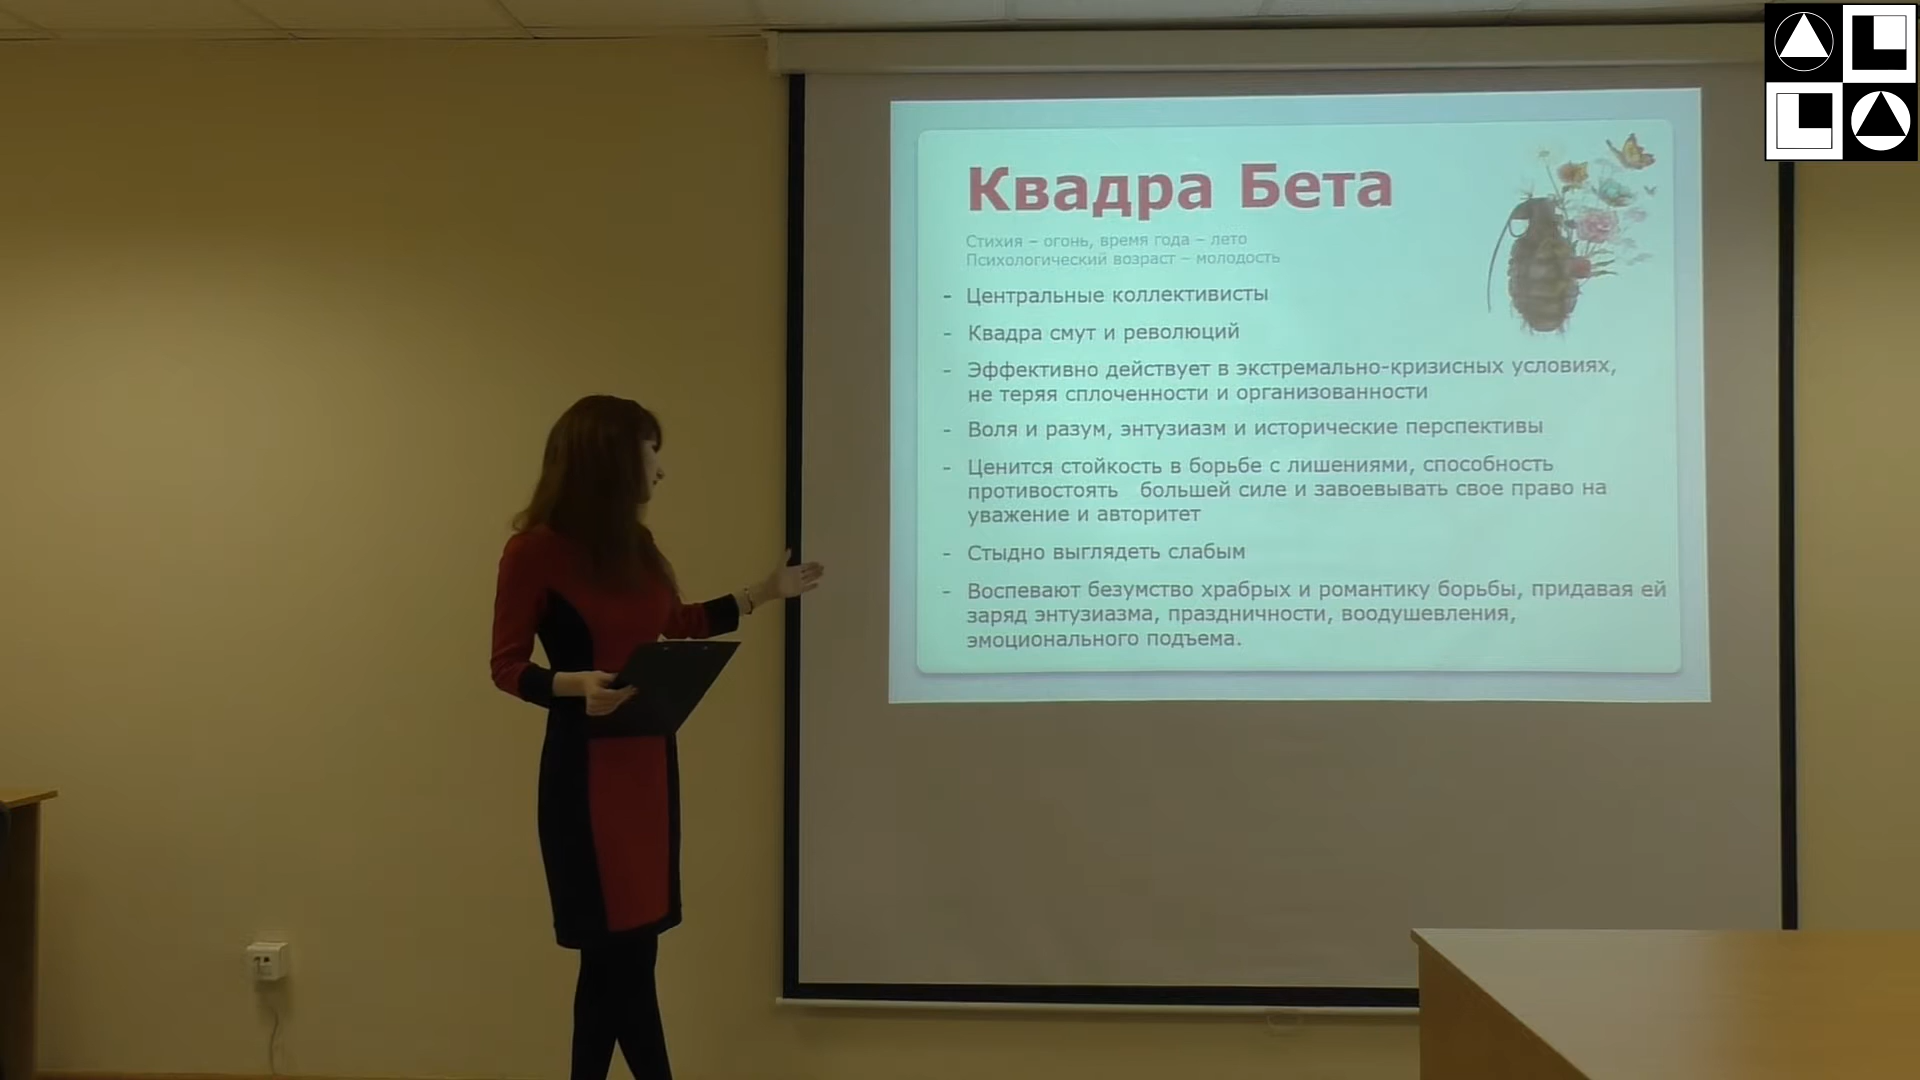 Квадра Бета
Стихия – огонь, время года – лето
Психологический возраст – молодость
- Центральные коллективисты
- Квадра смут и революций
- Эффективно действует в экстремально-кризисных условиях,
не теряя сплоченности и организованности
- Воля и разум, энтузиазм и исторические перспективы
- Ценится стойкость в борьбе с лишениями, способность
противостоять большей силе и завоевывать свое право на
уважение и авторитет
- Стыдно выглядеть слабым
- Воспевают безумство храбрых и романтику борьбы, придавая ей
заряд энтузиазма, праздничности, воодушевления,
эмоционального подъема.